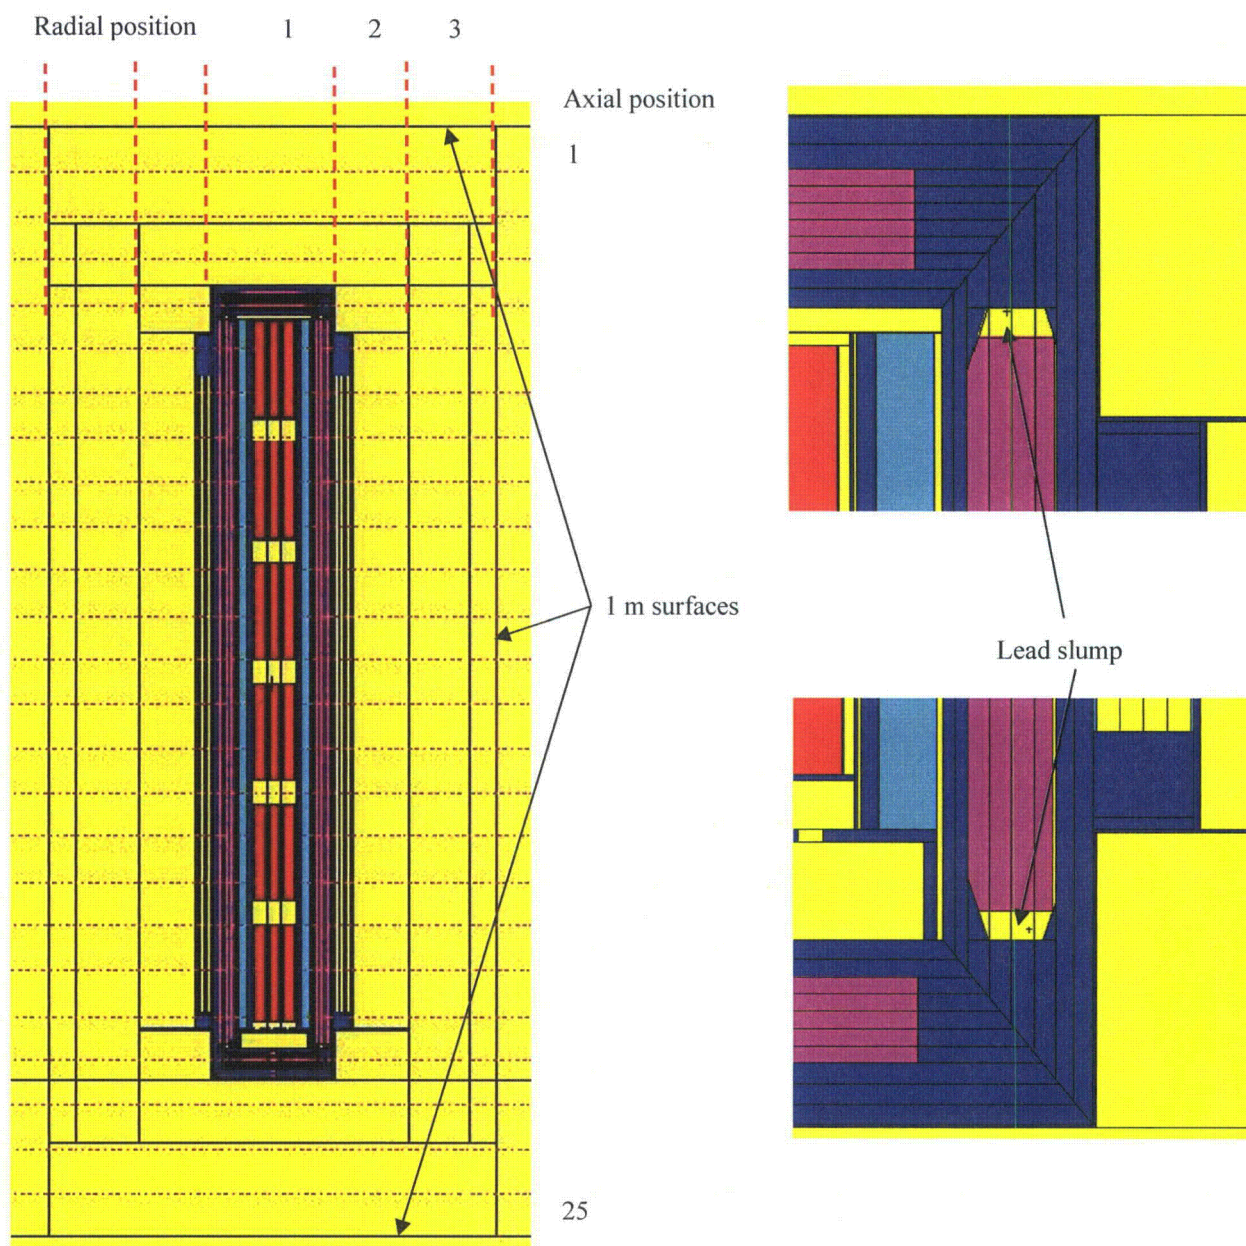 Radial position 1 2 3
Axial position
1
1 m surfaces
Lead slump
25